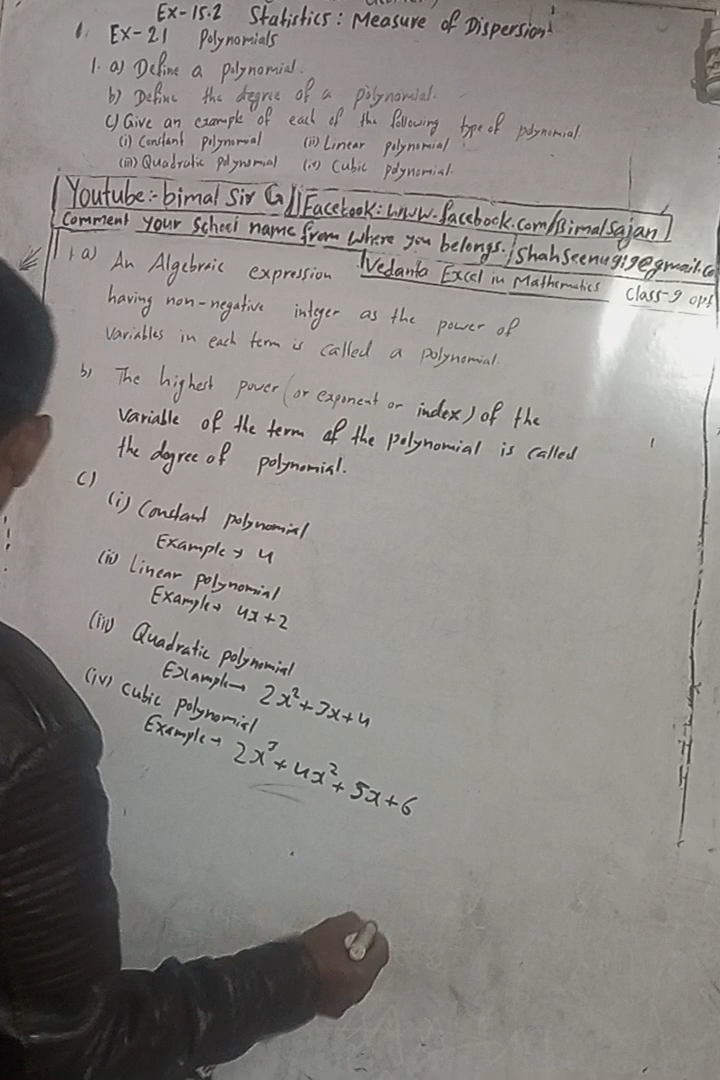 Ex-15.2 Statistics: Measure of Dispersion
Ex-21 Polynomials
1. a) Define a polynomial.
b) Define the degree of a polynomial.
c) Give an example of each of the following type of polynomial.
(i) Constant polynomial (ii) Linear polynomial
(iii) Quadratic polynomial (iv) Cubic polynomial.
Youtube:- bimal Sir G || Facebook: www.facebook.com/Bimalsajan
Comment your School name from where you belongs. / Shahseenu919@gmail.co
Vedanta Excel in Mathematics Class-9 opt
1 a) An Algebraic expression
having non-negative integer as the power of
variables in each term is called a polynomial.
b) The highest power (or exponent or index) of the
variable of the term of the polynomial is called
the degree of polynomial.
c)
(i) Constant polynomial
Example → 4
(ii) Linear polynomial
Example → 4x+2
(iii) Quadratic polynomial
Example → 2x²+3x+4
(iv) Cubic polynomial
Example → 2x³+4x²+5x+6